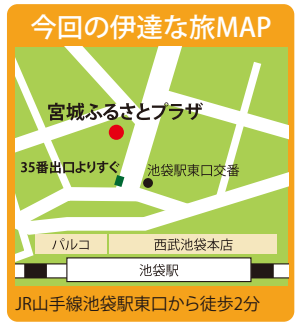 今回の伊達な旅MAP
宮城ふるさとプラザ
35番出口よりすぐ
池袋駅東口交番
パルコ
西武池袋本店
池袋駅
JR山手線池袋駅東口から徒歩2分